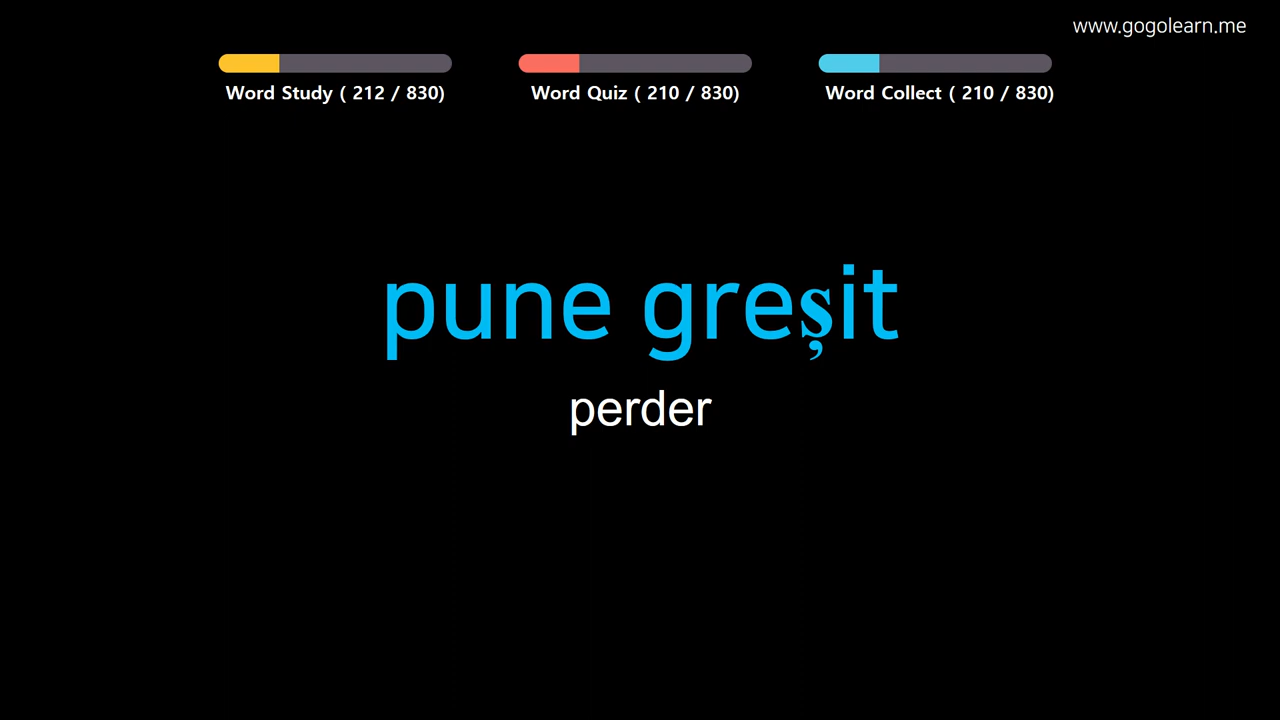 www.gogolearn.me
Word Study ( 212 / 830)
Word Quiz ( 210 / 830)
Word Collect ( 210 / 830)
pune greșit
perder